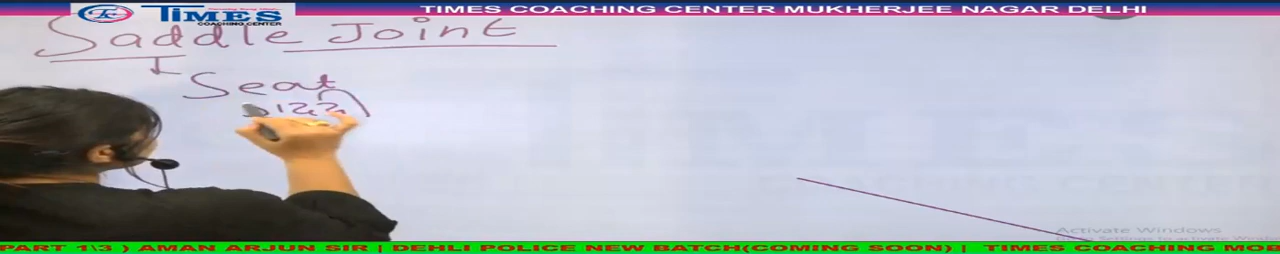 TIMES
COACHING CENTER
TIMES COACHING CENTER MUKHERJEE NAGAR DELHI
Saddle Joint
Seat
Activate Windows
PART 1\3 ) AMAN ARJUN SIR | DEHLI POLICE NEW BATCH(COMING SOON) | TIMES COACHING MOB